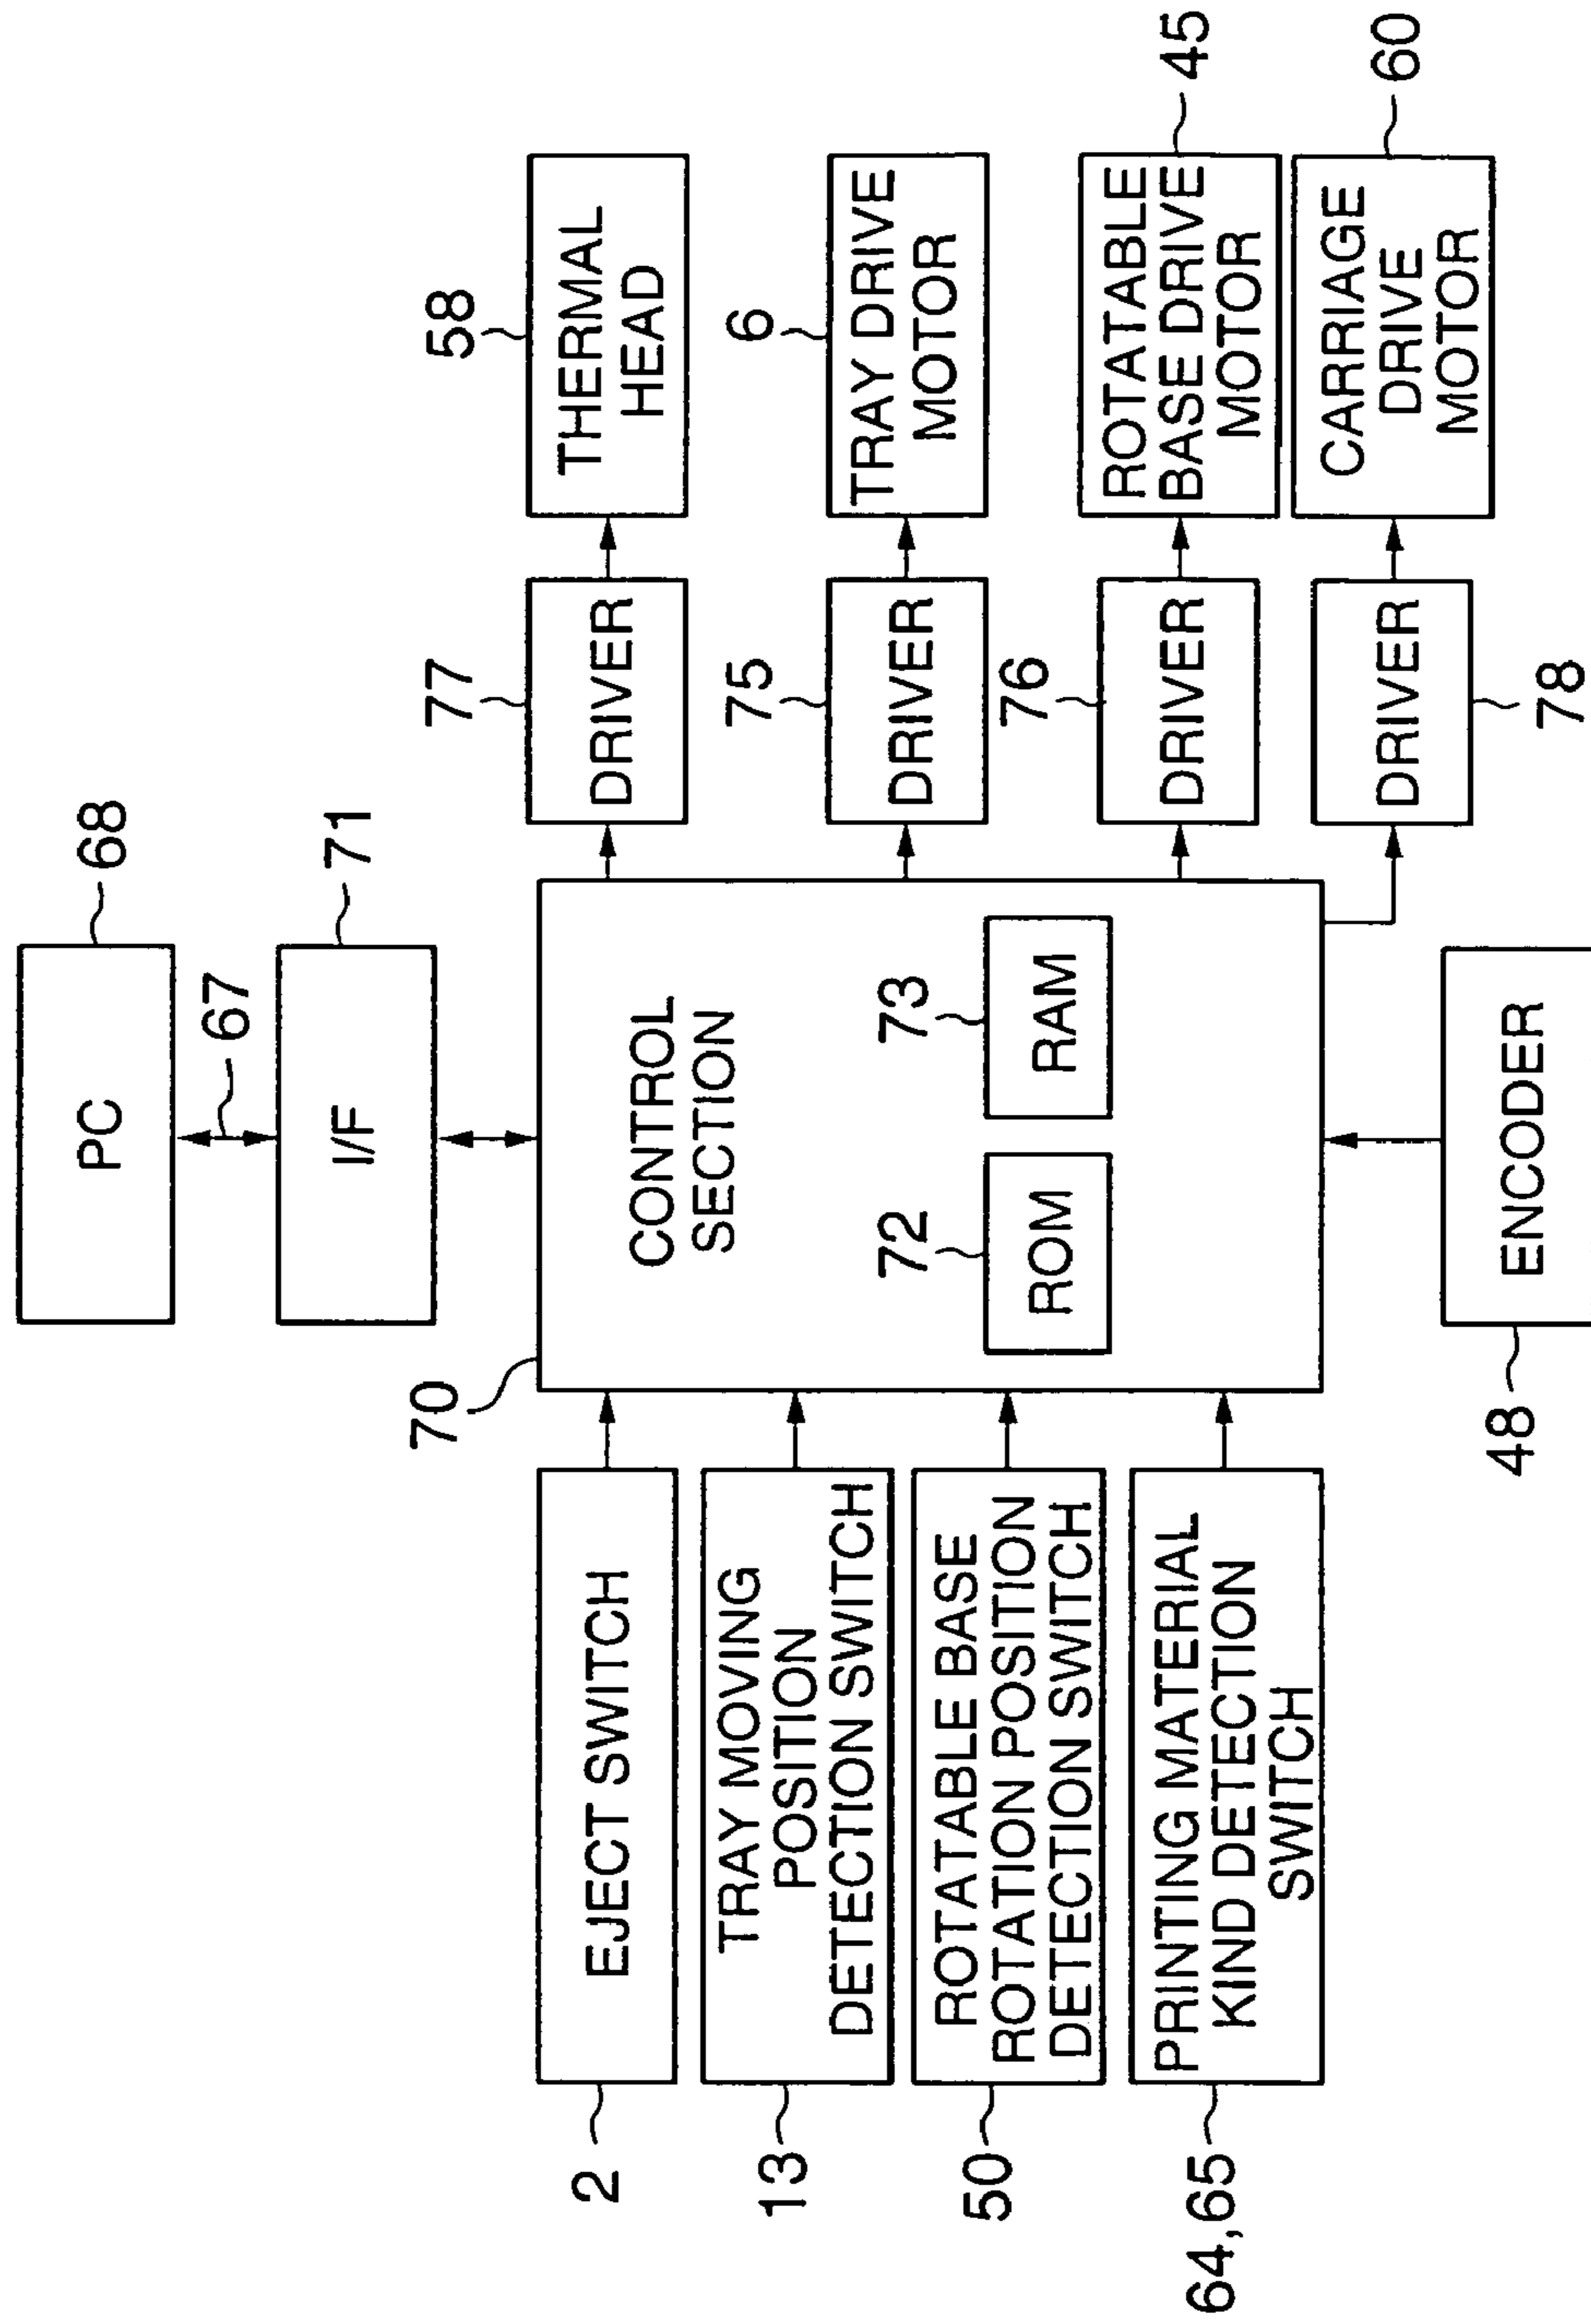 PC
68
67
I/F
71
70
CONTROL
SECTION
72
ROM
73
RAM
2
EJECT SWITCH
13
TRAY MOVING
POSITION
DETECTION SWITCH
50
ROTATABLE BASE
ROTATION POSITION
DETECTION SWITCH
64,65
PRINTING MATERIAL
KIND DETECTION
SWITCH
48
ENCODER
77
DRIVER
58
THERMAL
HEAD
75
DRIVER
6
TRAY DRIVE
MOTOR
76
DRIVER
ROTATABLE
BASE DRIVE
MOTOR
45
DRIVER
78
CARRIAGE
DRIVE
MOTOR
60